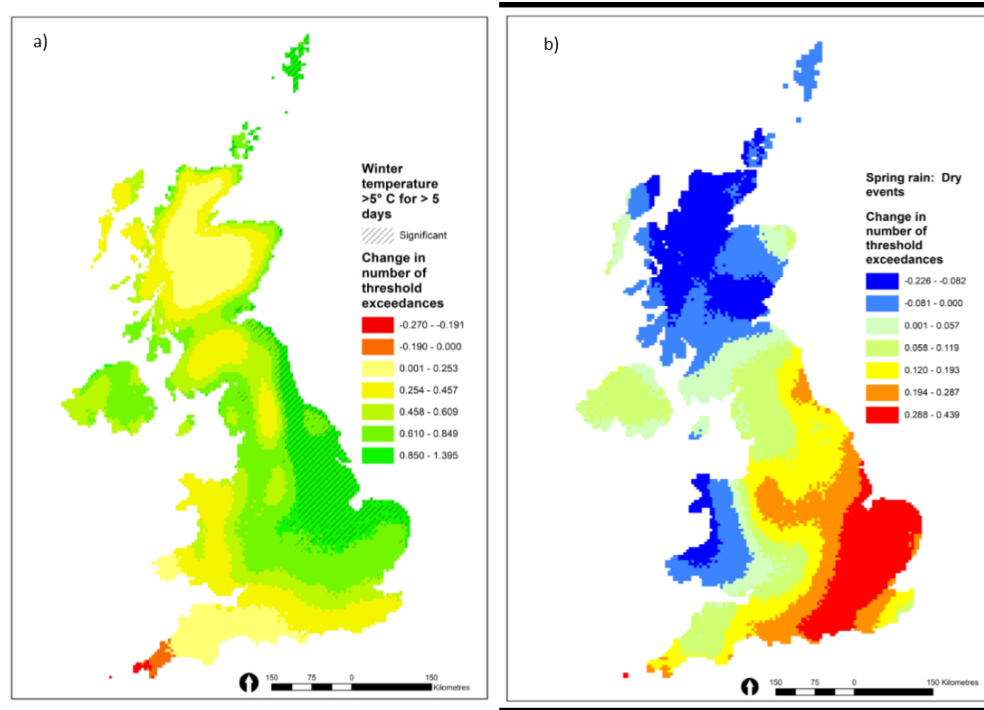 a)
Winter
temperature
>5° C for > 5
days
Significant
Change in
number of
threshold
exceedances
-0.270 - -0.191
-0.190 - 0.000
0.001 - 0.253
0.254 - 0.457
0.458 - 0.609
0.610 - 0.849
0.850 - 1.395
150 75 0 150
Kilometres
b)
Spring rain: Dry
events
Change in
number of
threshold
exceedances
-0.226 - -0.082
-0.081 - 0.000
0.001 - 0.057
0.058 - 0.119
0.120 - 0.193
0.194 - 0.287
0.288 - 0.439
150 75 0 150 Kilometres